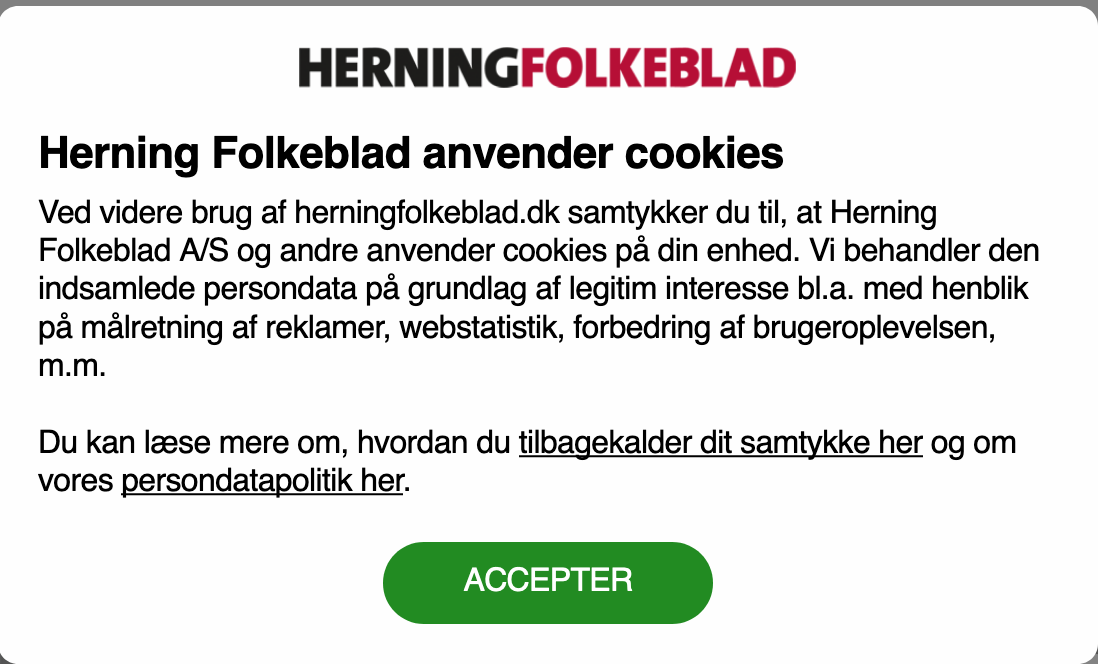 HERNINGFOLKEBLAD
Herning Folkeblad anvender cookies
Ved videre brug af herningfolkeblad.dk samtykker du til, at Herning
Folkeblad A/S og andre anvender cookies på din enhed. Vi behandler den
indsamlede persondata på grundlag af legitim interesse bl.a. med henblik
på målretning af reklamer, webstatistik, forbedring af brugeroplevelsen,
m.m.
Du kan læse mere om, hvordan du tilbagekalder dit samtykke her og om
vores persondatapolitik her.
ACCEPTER